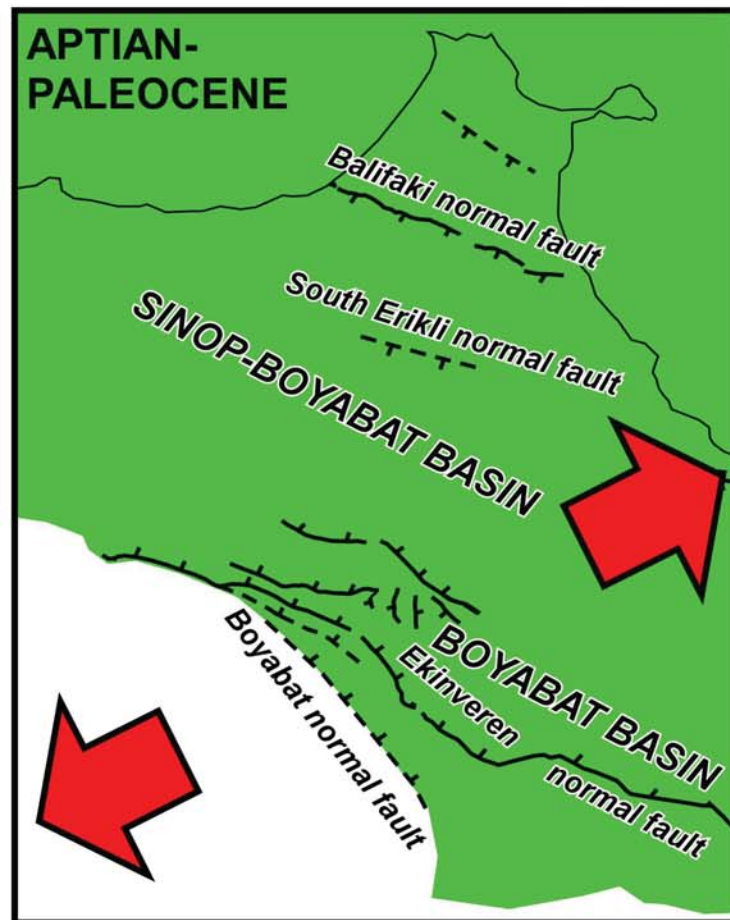 APTIAN-
PALEOCENE
Balifaki normal fault
South Erikli normal fault
SINOP-BOYABAT BASIN
BOYABAT BASIN
Ekinveren normal fault
Boyabat normal fault